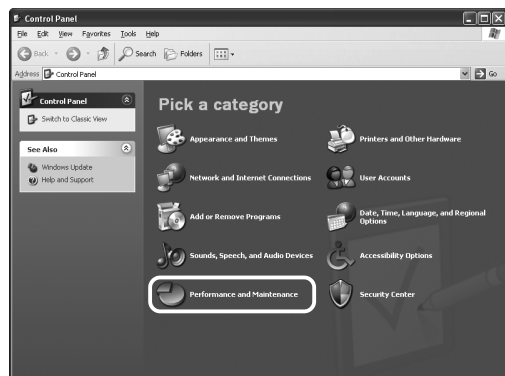 Control Panel
File Edit View Favorites Tools Help
Back Search Folders
Address Control Panel Go
Control Panel
Switch to Classic View
See Also
Windows Update
Help and Support
Pick a category
Appearance and Themes
Printers and Other Hardware
Network and Internet Connections
User Accounts
Add or Remove Programs
Date, Time, Language, and Regional
Options
Sounds, Speech, and Audio Devices
Accessibility Options
Performance and Maintenance
Security Center